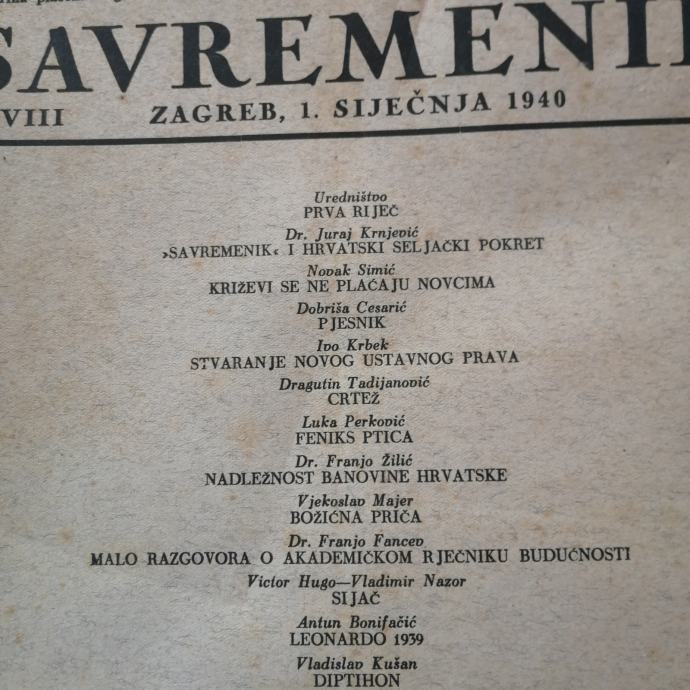 SAVREMENIK
VIII ZAGREB, 1. SIJEČNJA 1940
Uredništvo
PRVA RIJEČ
Dr. Juraj Krnjević
»SAVREMENIK« I HRVATSKI SELJAČKI POKRET
Novak Simić
KRIŽEVI SE NE PLAĆAJU NOVCIMA
Dobriša Cesarić
PJESNIK
Ivo Krbek
STVARANJE NOVOG USTAVNOG PRAVA
Dragutin Tadijanović
CRTEŽ
Luka Perković
FENIKS PTICA
Dr. Franjo Žilić
NADLEŽNOST BANOVINE HRVATSKE
Vjekoslav Majer
BOŽIĆNA PRIČA
Dr. Franjo Fancev
MALO RAZGOVORA O AKADEMIČKOM RJEČNIKU BUDUĆNOSTI
Victor Hugo—Vladimir Nazor
SIJAČ
Antun Bonifačić
LEONARDO 1939
Vladislav Kušan
DIPTIHON